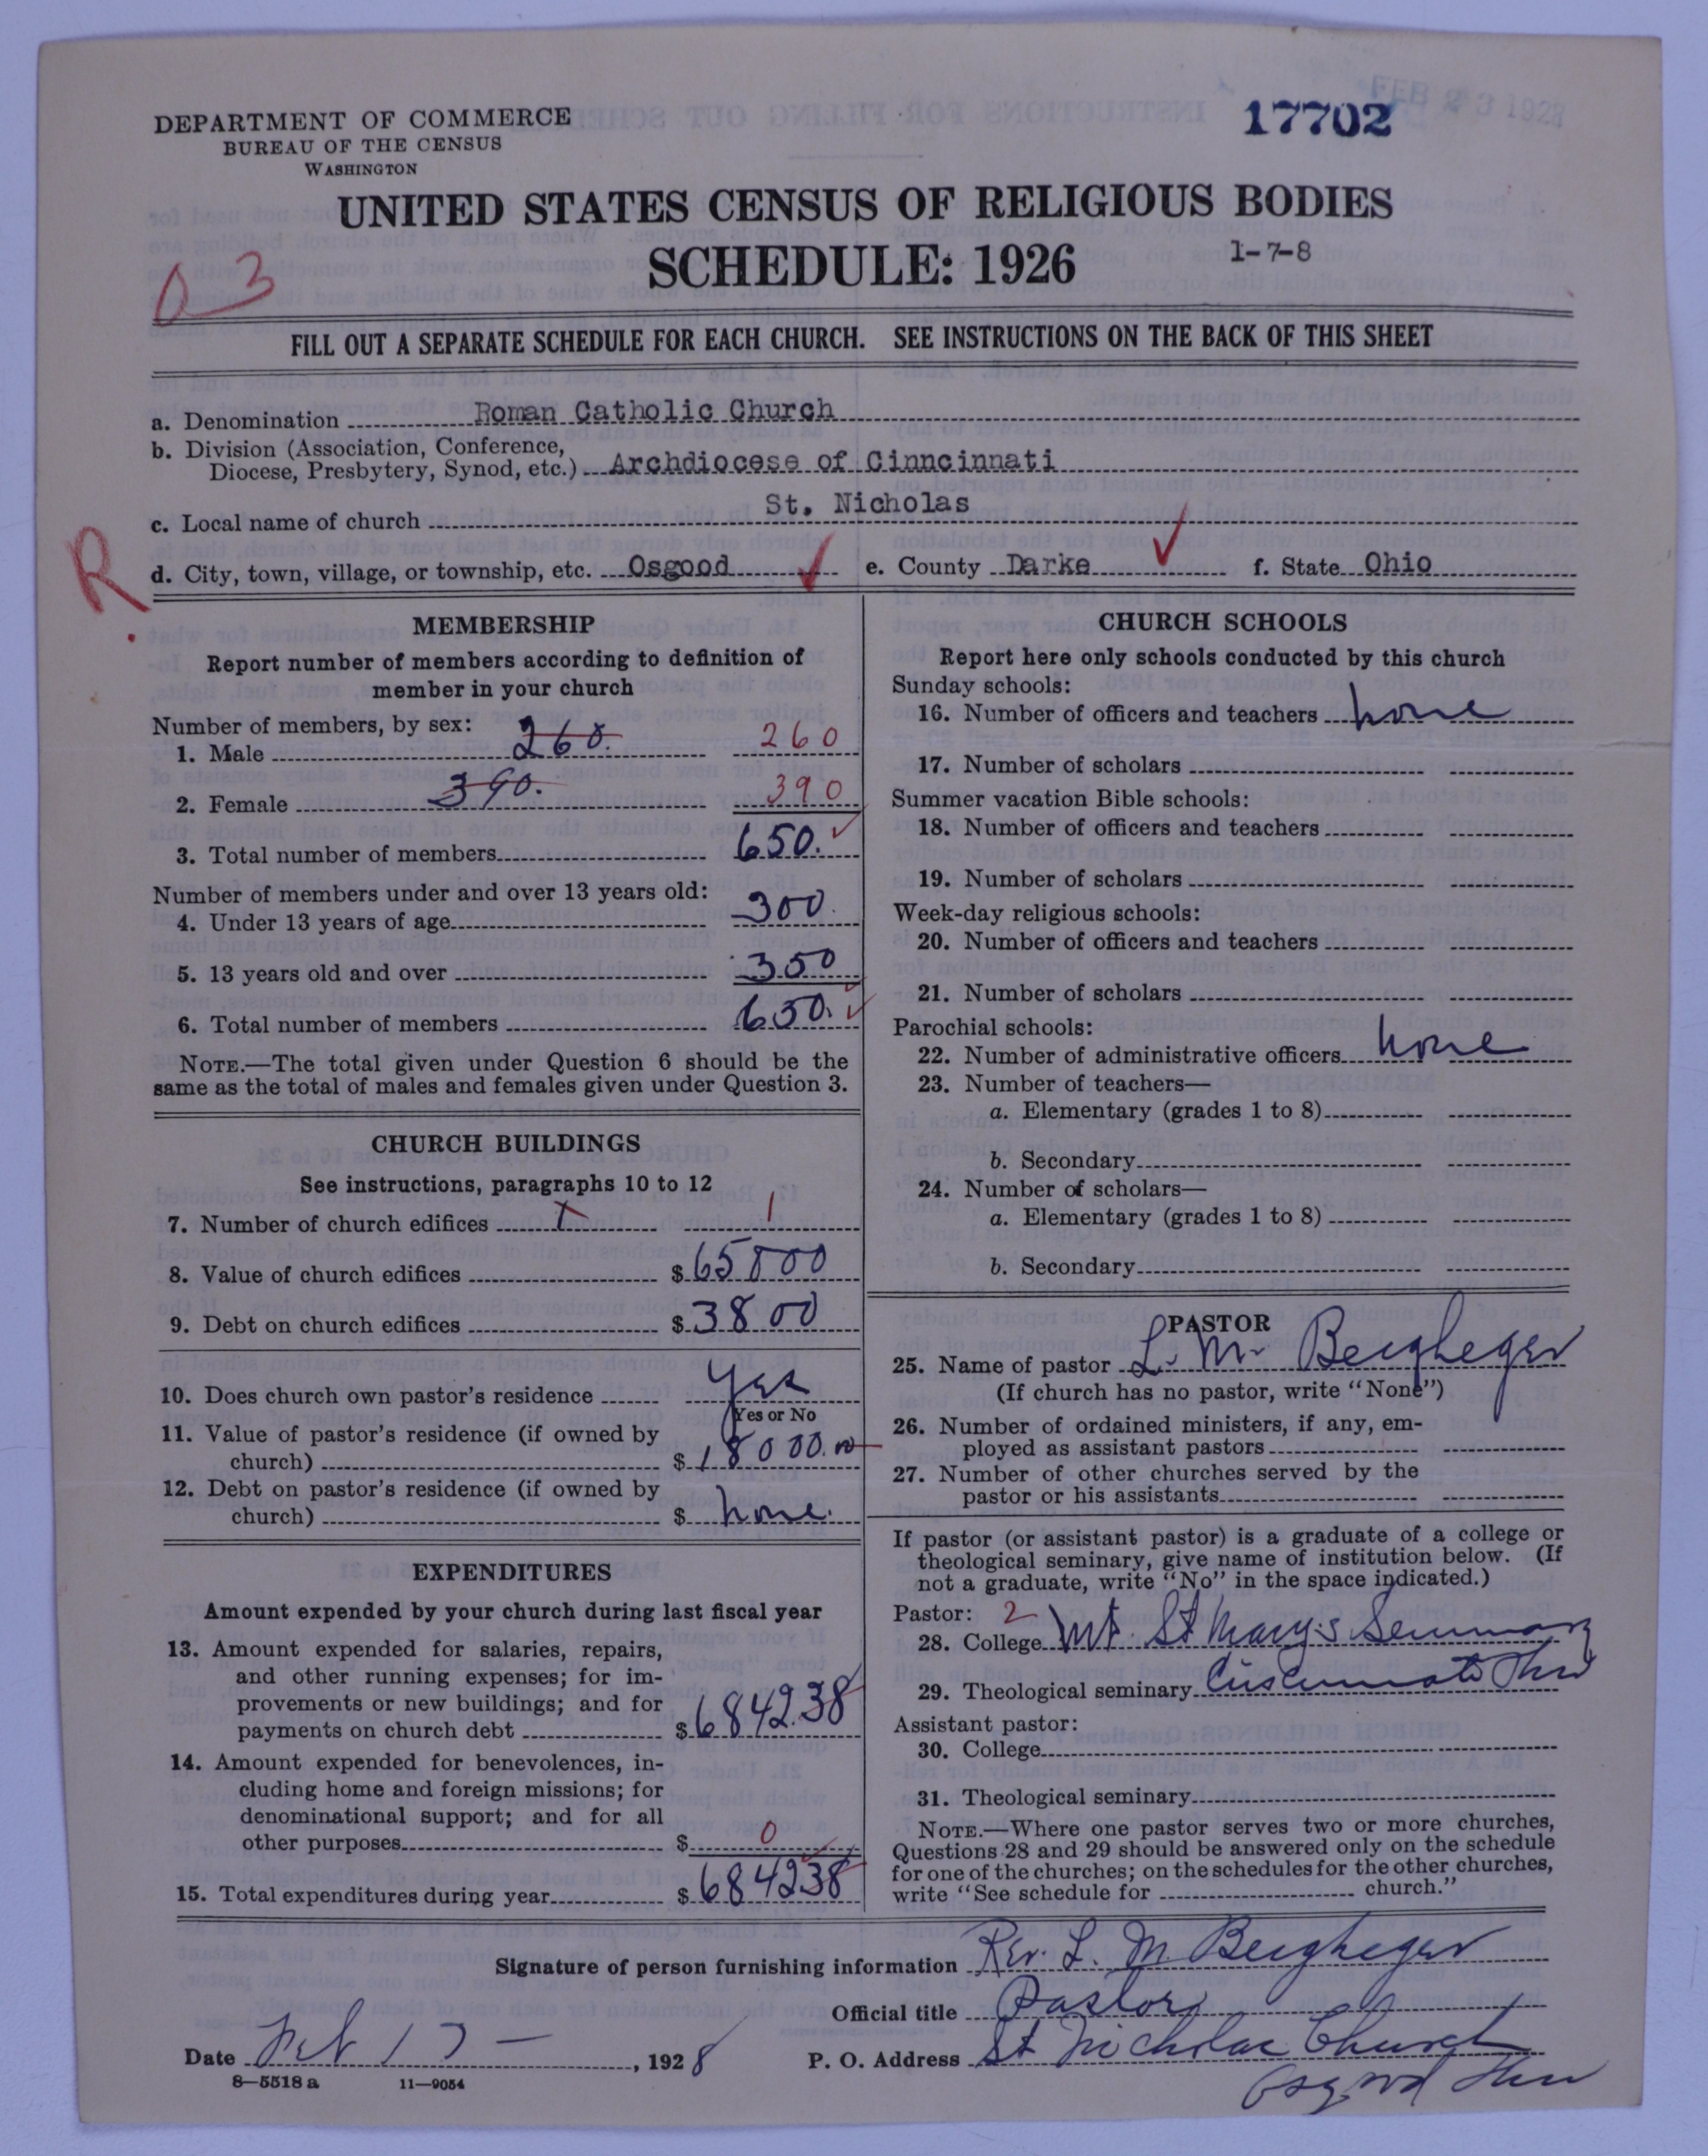 FEB 23 1928
17702
DEPARTMENT OF COMMERCE
BUREAU OF THE CENSUS
WASHINGTON
UNITED STATES CENSUS OF RELIGIOUS BODIES
SCHEDULE: 1926
1-7-8
03
FILL OUT A SEPARATE SCHEDULE FOR EACH CHURCH. SEE INSTRUCTIONS ON THE BACK OF THIS SHEET
a. Denomination Roman Catholic Church
b. Division (Association, Conference,
Diocese, Presbytery, Synod, etc.) Archdiocese of Cinncinnati
c. Local name of church St. Nicholas
R.
d. City, town, village, or township, etc. Osgood ✓ e. County Darke ✓ f. State Ohio
MEMBERSHIP
Report number of members according to definition of
member in your church
Number of members, by sex:
1. Male 260. 260
2. Female 390. 390
3. Total number of members 650. ✓
Number of members under and over 13 years old:
4. Under 13 years of age 300.
5. 13 years old and over 350
6. Total number of members 650. ✓
NOTE.—The total given under Question 6 should be the
same as the total of males and females given under Question 3.
CHURCH BUILDINGS
See instructions, paragraphs 10 to 12
7. Number of church edifices 1 1
8. Value of church edifices $65000
9. Debt on church edifices $3800
10. Does church own pastor's residence Yes
Yes or No
11. Value of pastor's residence (if owned by
church) $18000.00
12. Debt on pastor's residence (if owned by
church) $ none.
EXPENDITURES
Amount expended by your church during last fiscal year
13. Amount expended for salaries, repairs,
and other running expenses; for im-
provements or new buildings; and for
payments on church debt $6842.38
14. Amount expended for benevolences, in-
cluding home and foreign missions; for
denominational support; and for all
other purposes $ 0
15. Total expenditures during year $684238
CHURCH SCHOOLS
Report here only schools conducted by this church
Sunday schools:
16. Number of officers and teachers none
17. Number of scholars
Summer vacation Bible schools:
18. Number of officers and teachers
19. Number of scholars
Week-day religious schools:
20. Number of officers and teachers
21. Number of scholars
Parochial schools:
22. Number of administrative officers none
23. Number of teachers—
a. Elementary (grades 1 to 8)
b. Secondary
24. Number of scholars—
a. Elementary (grades 1 to 8)
b. Secondary
PASTOR
25. Name of pastor L. M. Beigheger
(If church has no pastor, write "None")
26. Number of ordained ministers, if any, em-
ployed as assistant pastors
27. Number of other churches served by the
pastor or his assistants
If pastor (or assistant pastor) is a graduate of a college or
theological seminary, give name of institution below. (If
not a graduate, write "No" in the space indicated.)
Pastor: 2
28. College Mt. St Mary's Seminary
29. Theological seminary Cincinnati Ohio
Assistant pastor:
30. College
31. Theological seminary
NOTE.—Where one pastor serves two or more churches,
Questions 28 and 29 should be answered only on the schedule
for one of the churches; on the schedules for the other churches,
write "See schedule for church."
Signature of person furnishing information Rev. L. M. Beigheger
Official title Pastor
Date Feb 17 - , 1928 P. O. Address St Nicholas Church
Osgood Ohio
8—5518 a 11—9054